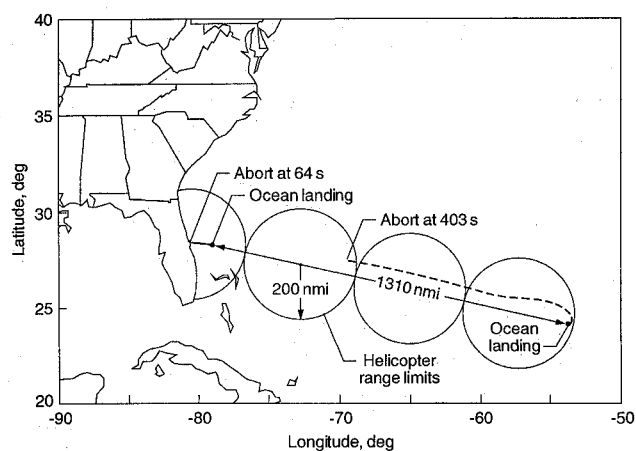 40
35
30
25
20
Latitude, deg
Abort at 64 s
Ocean landing
Abort at 403 s
200 nmi
1310 nmi
Ocean
landing
Helicopter
range limits
-90
-80
-70
-60
-50
Longitude, deg